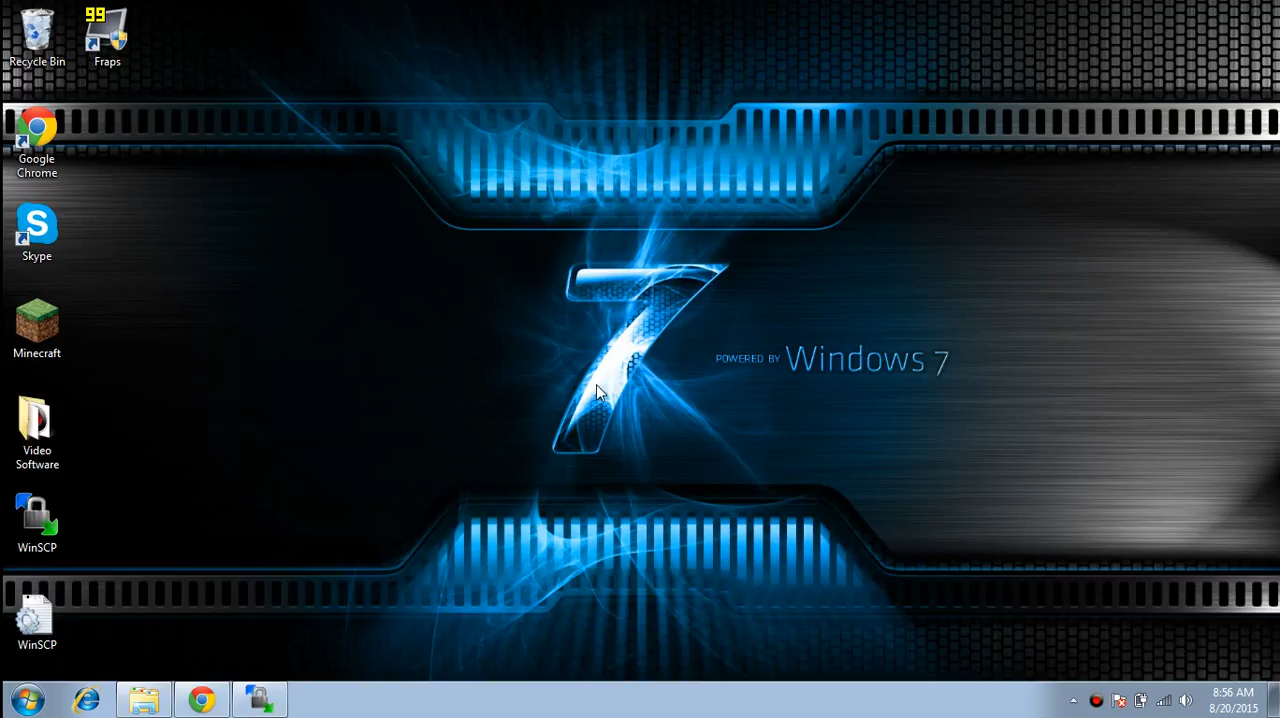 99
Recycle Bin
Fraps
Google
Chrome
Skype
Minecraft
Video
Software
WinSCP
WinSCP
7
POWERED BY Windows 7
8:56 AM
8/20/2015